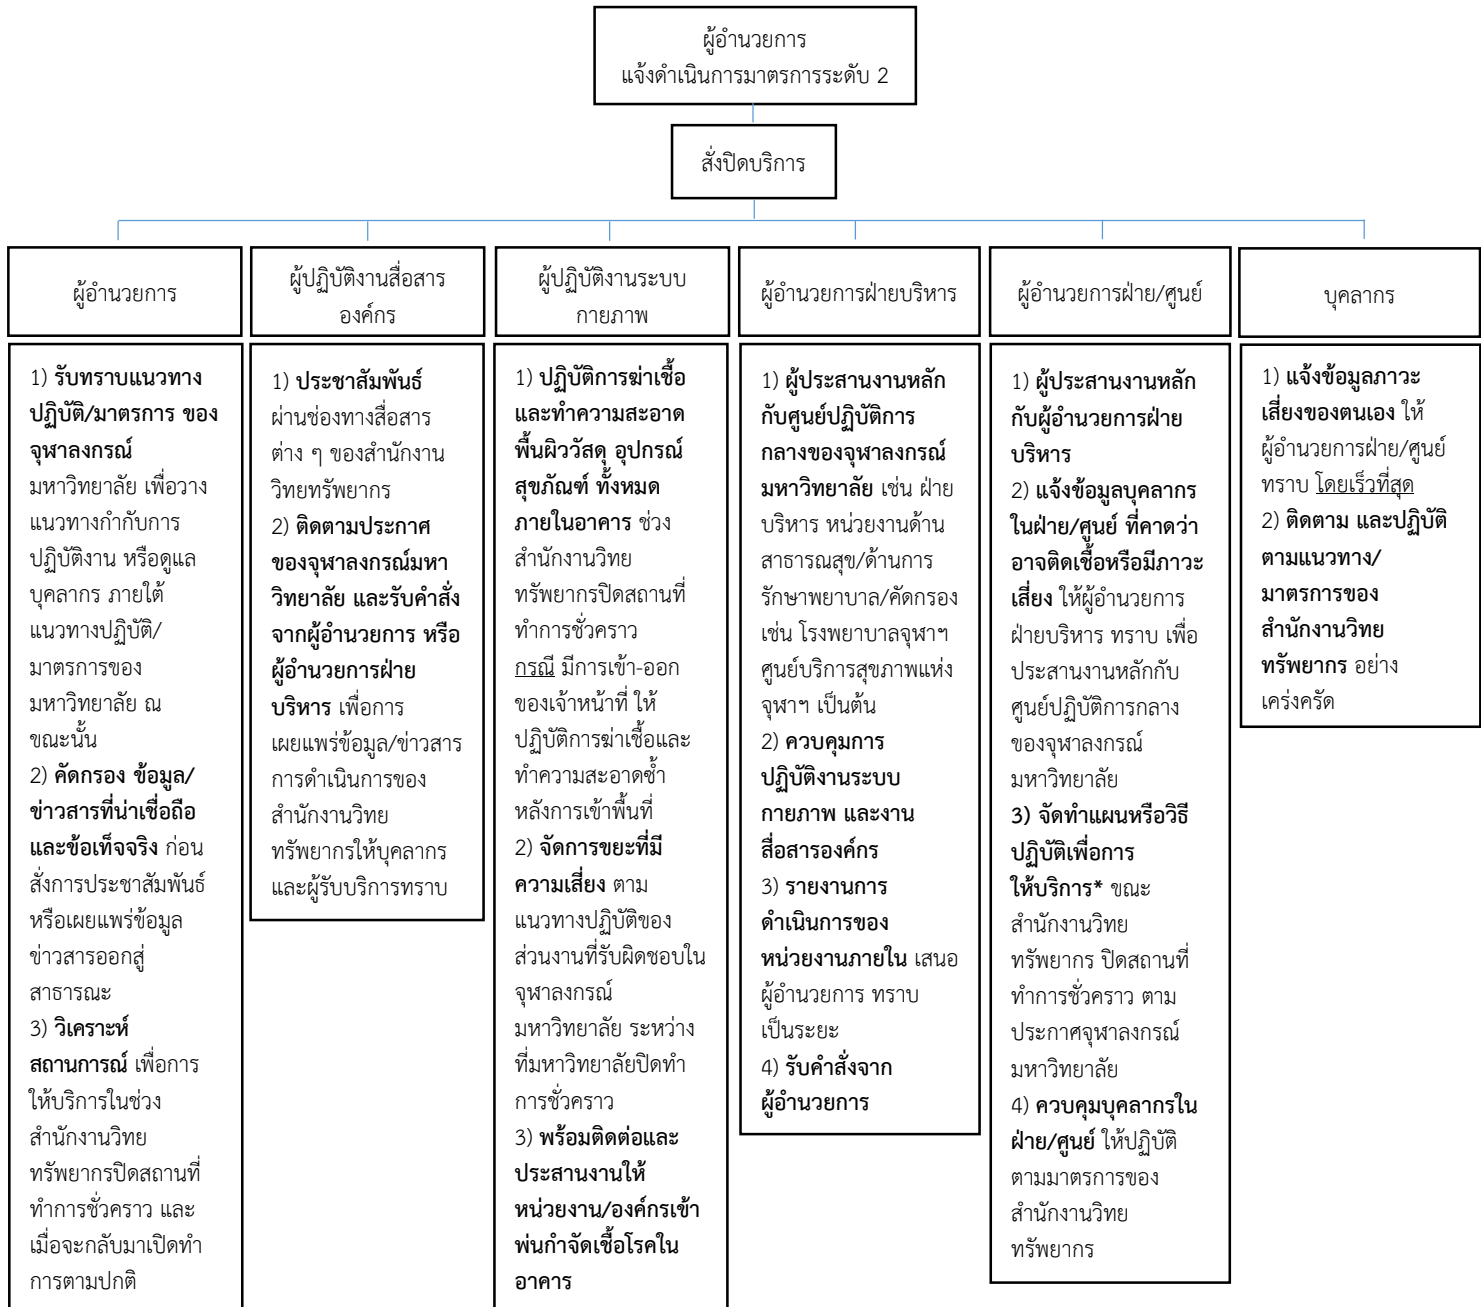 ผู้อำนวยการ
แจ้งดำเนินการมาตรการระดับ 2
สั่งปิดบริการ
ผู้อำนวยการ
1) รับทราบแนวทาง
ปฏิบัติ/มาตรการ ของ
จุฬาลงกรณ์
มหาวิทยาลัย เพื่อวาง
แนวทางกำกับการ
ปฏิบัติงาน หรือดูแล
บุคลากร ภายใต้
แนวทางปฏิบัติ/
มาตรการของ
มหาวิทยาลัย ณ
ขณะนั้น
2) คัดกรอง ข้อมูล/
ข่าวสารที่น่าเชื่อถือ
และข้อเท็จจริง ก่อน
สั่งการประชาสัมพันธ์
หรือเผยแพร่ข้อมูล
ข่าวสารออกสู่
สาธารณะ
3) วิเคราะห์
สถานการณ์ เพื่อการ
ให้บริการในช่วง
สำนักงานวิทย
ทรัพยากรปิดสถานที่
ทำการชั่วคราว และ
เมื่อจะกลับมาเปิดทำ
การตามปกติ
ผู้ปฏิบัติงานสื่อสาร
องค์กร
1) ประชาสัมพันธ์
ผ่านช่องทางสื่อสาร
ต่าง ๆ ของสำนักงาน
วิทยทรัพยากร
2) ติดตามประกาศ
ของจุฬาลงกรณ์มหา
วิทยาลัย และรับคำสั่ง
จากผู้อำนวยการ หรือ
ผู้อำนวยการฝ่าย
บริหาร เพื่อการ
เผยแพร่ข้อมูล/ข่าวสาร
การดำเนินการของ
สำนักงานวิทย
ทรัพยากรให้บุคลากร
และผู้รับบริการทราบ
ผู้ปฏิบัติงานระบบ
กายภาพ
1) ปฏิบัติการฆ่าเชื้อ
และทำความสะอาด
พื้นผิววัสดุ อุปกรณ์
สุขภัณฑ์ ทั้งหมด
ภายในอาคาร ช่วง
สำนักงานวิทย
ทรัพยากรปิดสถานที่
ทำการชั่วคราว
กรณี มีการเข้า-ออก
ของเจ้าหน้าที่ ให้
ปฏิบัติการฆ่าเชื้อและ
ทำความสะอาดซ้ำ
หลังการเข้าพื้นที่
2) จัดการขยะที่มี
ความเสี่ยง ตาม
แนวทางปฏิบัติของ
ส่วนงานที่รับผิดชอบใน
จุฬาลงกรณ์
มหาวิทยาลัย ระหว่าง
ที่มหาวิทยาลัยปิดทำ
การชั่วคราว
3) พร้อมติดต่อและ
ประสานงานให้
หน่วยงาน/องค์กรเข้า
พ่นกำจัดเชื้อโรคใน
อาคาร
ผู้อำนวยการฝ่ายบริหาร
1) ผู้ประสานงานหลัก
กับศูนย์ปฏิบัติการ
กลางของจุฬาลงกรณ์
มหาวิทยาลัย เช่น ฝ่าย
บริหาร หน่วยงานด้าน
สาธารณสุข/ด้านการ
รักษาพยาบาล/คัดกรอง
เช่น โรงพยาบาลจุฬาฯ
ศูนย์บริการสุขภาพแห่ง
จุฬาฯ เป็นต้น
2) ควบคุมการ
ปฏิบัติงานระบบ
กายภาพ และงาน
สื่อสารองค์กร
3) รายงานการ
ดำเนินการของ
หน่วยงานภายใน เสนอ
ผู้อำนวยการ ทราบ
เป็นระยะ
4) รับคำสั่งจาก
ผู้อำนวยการ
ผู้อำนวยการฝ่าย/ศูนย์
1) ผู้ประสานงานหลัก
กับผู้อำนวยการฝ่าย
บริหาร
2) แจ้งข้อมูลบุคลากร
ในฝ่าย/ศูนย์ ที่คาดว่า
อาจติดเชื้อหรือมีภาวะ
เสี่ยง ให้ผู้อำนวยการ
ฝ่ายบริหาร ทราบ เพื่อ
ประสานงานหลักกับ
ศูนย์ปฏิบัติการกลาง
ของจุฬาลงกรณ์
มหาวิทยาลัย
3) จัดทำแผนหรือวิธี
ปฏิบัติเพื่อการ
ให้บริการ* ขณะ
สำนักงานวิทย
ทรัพยากร ปิดสถานที่
ทำการชั่วคราว ตาม
ประกาศจุฬาลงกรณ์
มหาวิทยาลัย
4) ควบคุมบุคลากรใน
ฝ่าย/ศูนย์ ให้ปฏิบัติ
ตามมาตรการของ
สำนักงานวิทย
ทรัพยากร
บุคลากร
1) แจ้งข้อมูลภาวะ
เสี่ยงของตนเอง ให้
ผู้อำนวยการฝ่าย/ศูนย์
ทราบ โดยเร็วที่สุด
2) ติดตาม และปฏิบัติ
ตามแนวทาง/
มาตรการของ
สำนักงานวิทย
ทรัพยากร อย่าง
เคร่งครัด